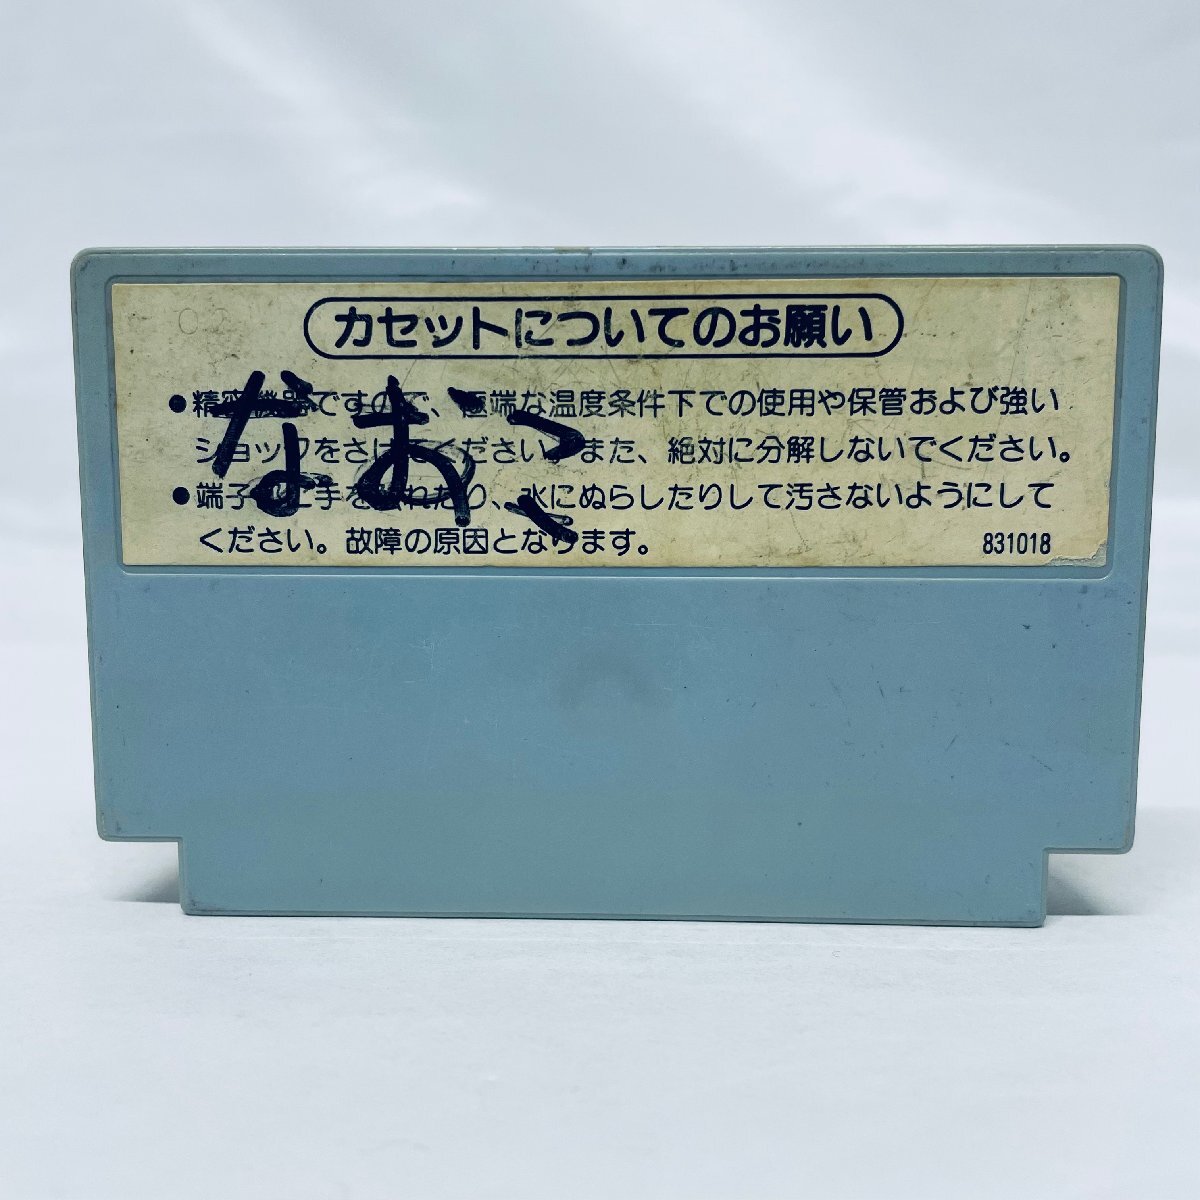 カセットについてのお願い
●精密機器ですので、極端な温度条件下での使用や保管および強い
ショックをさけてください。また、絶対に分解しないでください。
●端子部に手を触れたり、水にぬらしたりして汚さないようにして
ください。故障の原因となります。
831018
なお